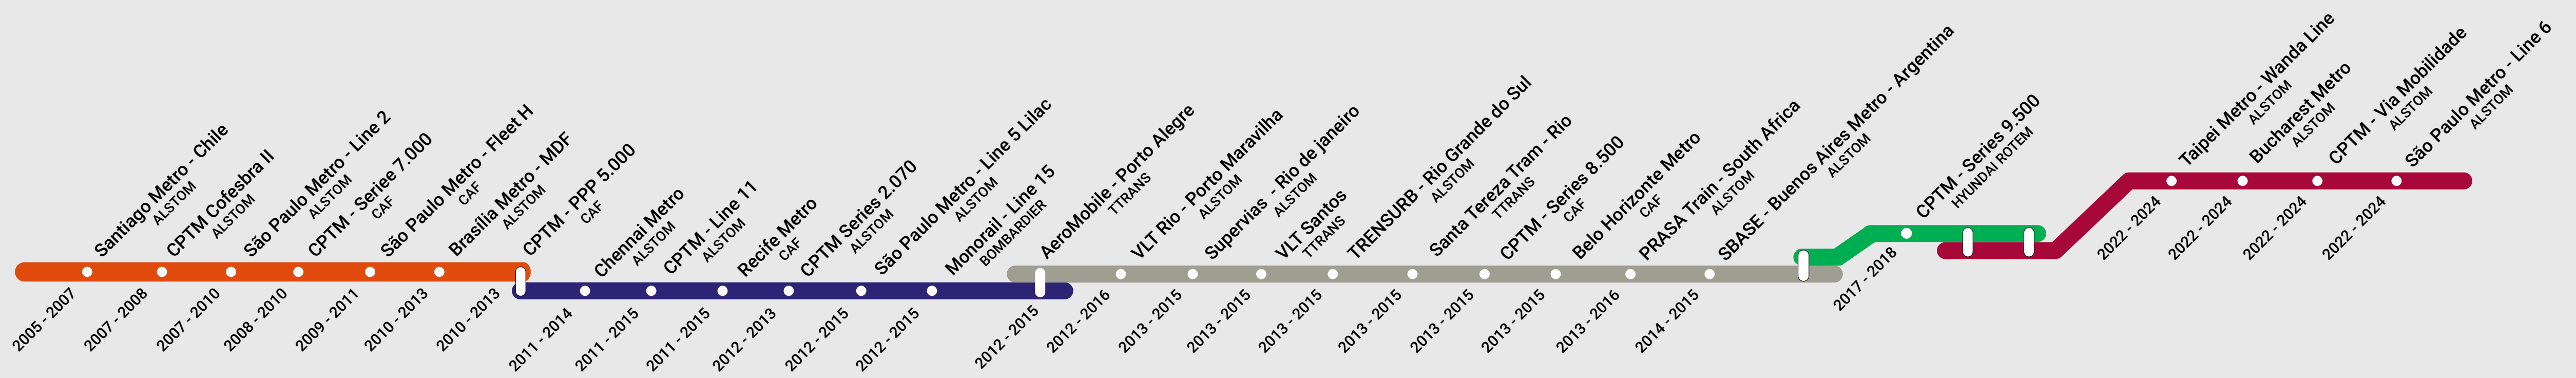 Santiago Metro - Chile
ALSTOM
2005 - 2007
CPTM Cofesbra II
ALSTOM
2007 - 2008
São Paulo Metro - Line 2
ALSTOM
2007 - 2010
CPTM - Seriee 7.000
CAF
2008 - 2010
São Paulo Metro - Fleet H
CAF
2009 - 2011
Brasília Metro - MDF
ALSTOM
2010 - 2013
CPTM - PPP 5.000
CAF
2010 - 2013
Chennai Metro
ALSTOM
2011 - 2014
CPTM - Line 11
ALSTOM
2011 - 2015
Recife Metro
CAF
2011 - 2015
CPTM Series 2.070
ALSTOM
2012 - 2013
São Paulo Metro - Line 5 Lilac
ALSTOM
2012 - 2015
Monorail - Line 15
BOMBARDIER
2012 - 2015
AeroMobile - Porto Alegre
TTRANS
2012 - 2015
VLT Rio - Porto Maravilha
ALSTOM
2012 - 2016
Supervias - Rio de janeiro
ALSTOM
2013 - 2015
VLT Santos
TTRANS
2013 - 2015
TRENSURB - Rio Grande do Sul
ALSTOM
2013 - 2015
Santa Tereza Tram - Rio
TTRANS
2013 - 2015
CPTM - Series 8.500
CAF
2013 - 2015
Belo Horizonte Metro
CAF
2013 - 2015
PRASA Train - South Africa
ALSTOM
2013 - 2016
SBASE - Buenos Aires Metro - Argentina
ALSTOM
2014 - 2015
CPTM - Series 9.500
HYUNDAI ROTEM
2017 - 2018
Taipei Metro - Wanda Line
ALSTOM
2022 - 2024
Bucharest Metro
ALSTOM
2022 - 2024
CPTM - Via Mobilidade
ALSTOM
2022 - 2024
São Paulo Metro - Line 6
ALSTOM
2022 - 2024